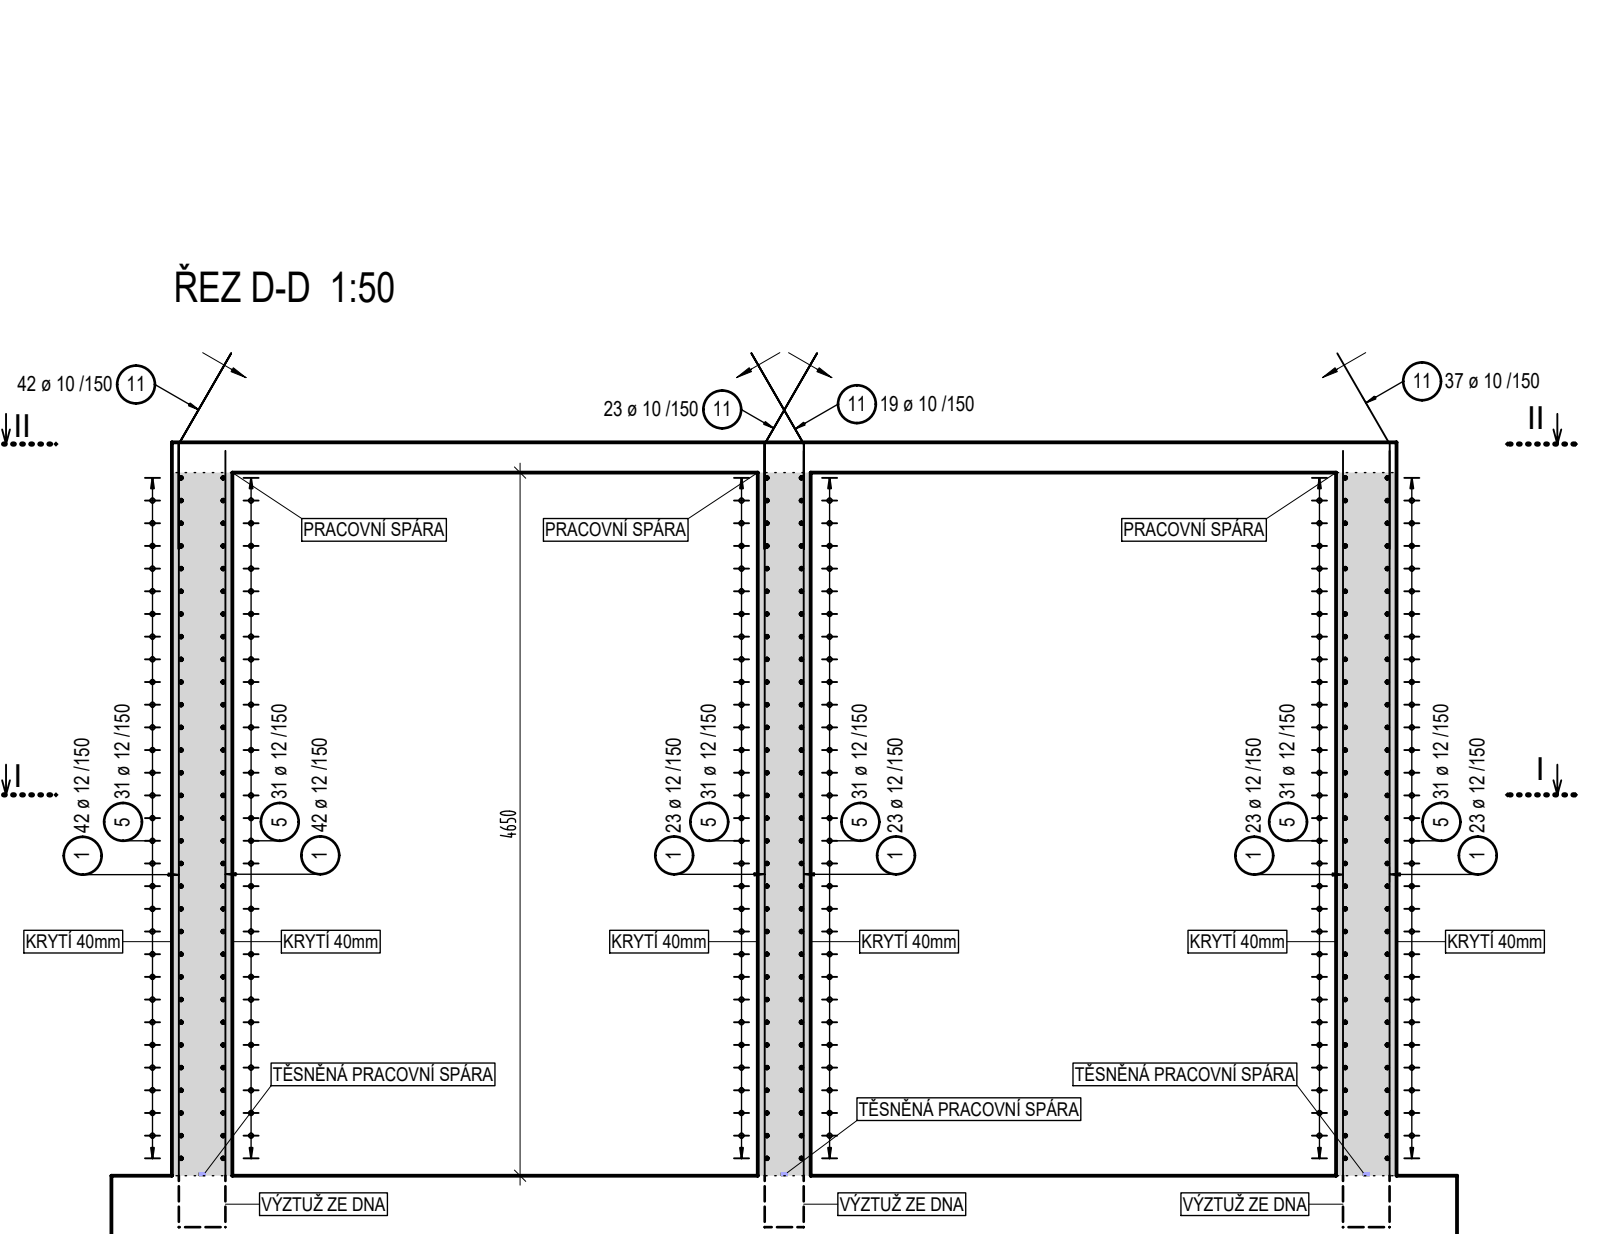 ŘEZ D-D 1:50
42 ø 10 /150 11
23 ø 10 /150 11
11 19 ø 10 /150
11 37 ø 10 /150
II
II
PRACOVNÍ SPÁRA
PRACOVNÍ SPÁRA
PRACOVNÍ SPÁRA
I
I
1 42 ø 12 /150
5 31 ø 12 /150
5 31 ø 12 /150
1 42 ø 12 /150
4650
1 23 ø 12 /150
5 31 ø 12 /150
5 31 ø 12 /150
1 23 ø 12 /150
1 23 ø 12 /150
5 31 ø 12 /150
5 31 ø 12 /150
1 23 ø 12 /150
KRYTÍ 40mm
KRYTÍ 40mm
KRYTÍ 40mm
KRYTÍ 40mm
KRYTÍ 40mm
KRYTÍ 40mm
TĚSNĚNÁ PRACOVNÍ SPÁRA
TĚSNĚNÁ PRACOVNÍ SPÁRA
TĚSNĚNÁ PRACOVNÍ SPÁRA
VÝZTUŽ ZE DNA
VÝZTUŽ ZE DNA
VÝZTUŽ ZE DNA